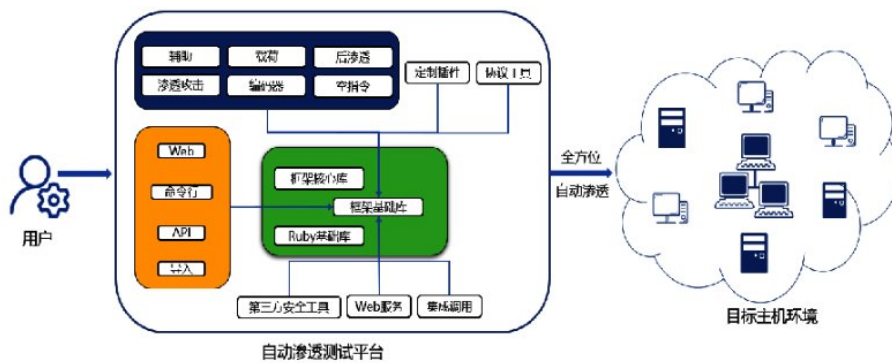 辅助 载荷 后渗透
渗透攻击 编码器 空指令
定制插件 协议工具
Web
命令行
API
导入
框架核心库
框架基础库
Ruby基础库
第三方安全工具 Web服务 集成调用
用户
全方位
自动渗透
目标主机环境
自动渗透测试平台